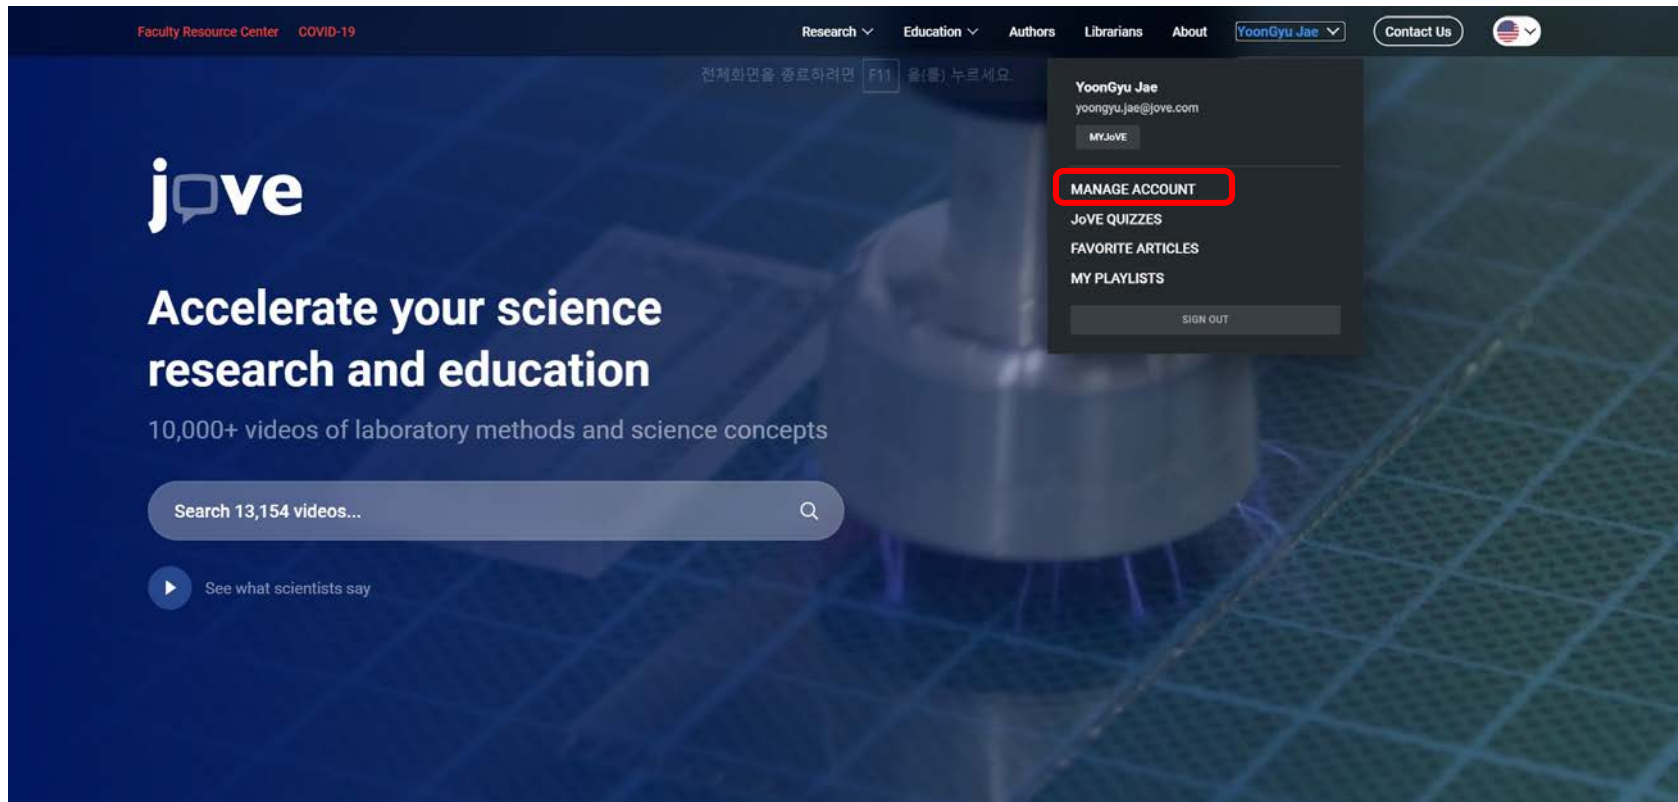 Faculty Resource Center COVID-19 Research Education Authors Librarians About YoonGyu Jae Contact Us
전체화면을 종료하려면 F11 을(를) 누르세요.
YoonGyu Jae
yoongyu.jae@jove.com
MYJoVE
MANAGE ACCOUNT
JoVE QUIZZES
FAVORITE ARTICLES
MY PLAYLISTS
SIGN OUT
jove
Accelerate your science
research and education
10,000+ videos of laboratory methods and science concepts
Search 13,154 videos...
See what scientists say